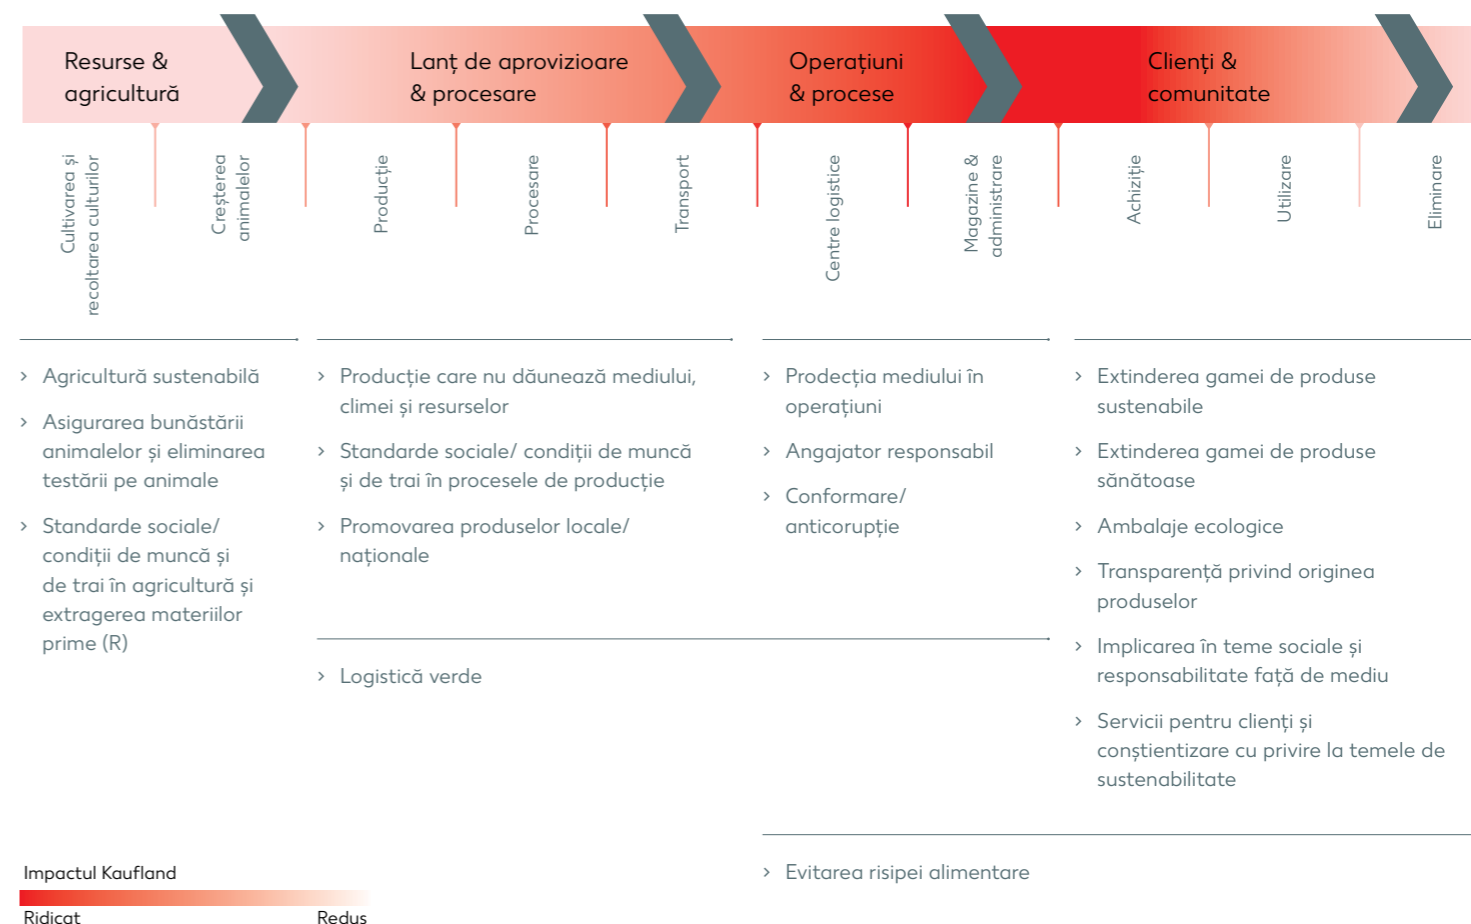 Resurse &
agricultură
Lanț de aprovizioare
& procesare
Operațiuni
& procese
Clienți &
comunitate
Cultivarea și
recoltarea culturilor
Creșterea
animalelor
Producție
Procesare
Transport
Centre logistice
Magazine &
administrare
Achiziție
Utilizare
Eliminare
› Agricultură sustenabilă
› Asigurarea bunăstării
animalelor și eliminarea
testării pe animale
› Standarde sociale/
condiții de muncă și
de trai în agricultură și
extragerea materiilor
prime (R)
› Producție care nu dăunează mediului,
climei și resurselor
› Standarde sociale/ condiții de muncă
și de trai în procesele de producție
› Promovarea produselor locale/
naționale
› Logistică verde
› Prodecția mediului în
operațiuni
› Angajator responsabil
› Conformare/
anticorupție
› Extinderea gamei de produse
sustenabile
› Extinderea gamei de produse
sănătoase
› Ambalaje ecologice
› Transparență privind originea
produselor
› Implicarea în teme sociale și
responsabilitate față de mediu
› Servicii pentru clienți și
conștientizare cu privire la temele de
sustenabilitate
› Evitarea risipei alimentare
Impactul Kaufland
Ridicat
Redus